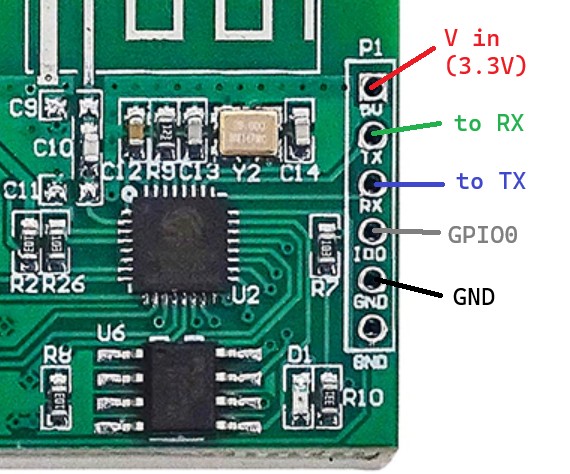 P1
V in
(3.3V)
C9
to RX
C10
TX
C12 R9 C13 Y2 C14
C11
to TX
RX
GPIO0
IO0
R2 R26
U2
R7
GND
GND
U6
R8
D1
GND
R10